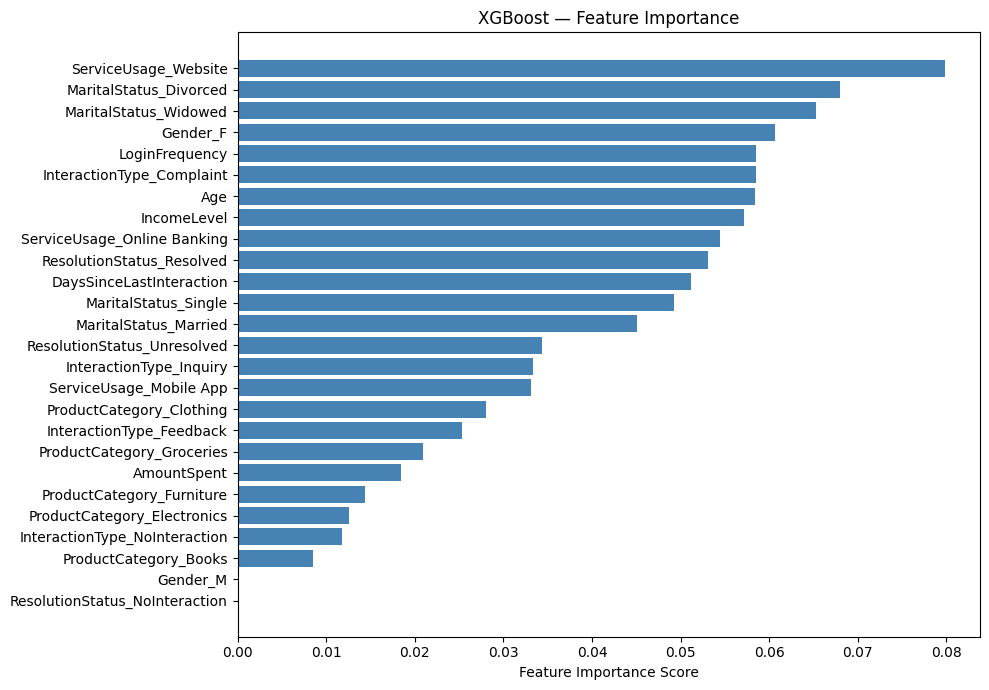 XGBoost — Feature Importance
ServiceUsage_Website
MaritalStatus_Divorced
MaritalStatus_Widowed
Gender_F
LoginFrequency
InteractionType_Complaint
Age
IncomeLevel
ServiceUsage_Online Banking
ResolutionStatus_Resolved
DaysSinceLastInteraction
MaritalStatus_Single
MaritalStatus_Married
ResolutionStatus_Unresolved
InteractionType_Inquiry
ServiceUsage_Mobile App
ProductCategory_Clothing
InteractionType_Feedback
ProductCategory_Groceries
AmountSpent
ProductCategory_Furniture
ProductCategory_Electronics
InteractionType_NoInteraction
ProductCategory_Books
Gender_M
ResolutionStatus_NoInteraction
0.00 0.01 0.02 0.03 0.04 0.05 0.06 0.07 0.08
Feature Importance Score